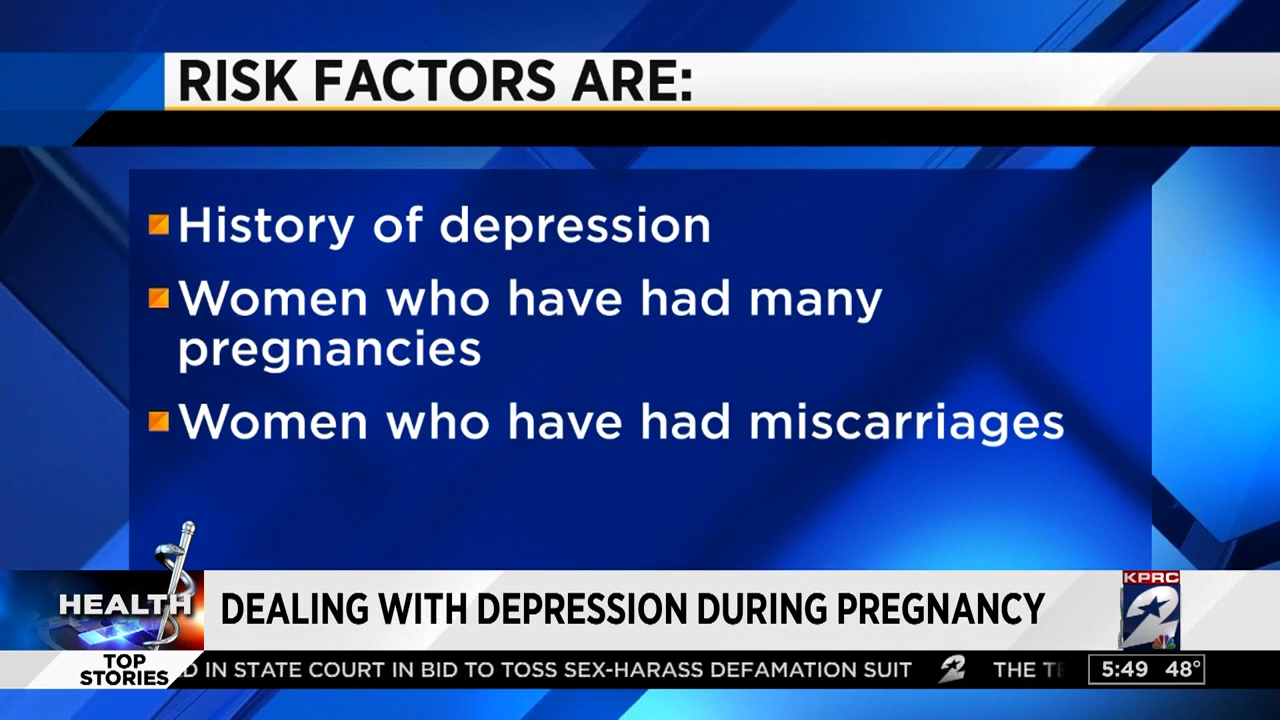 RISK FACTORS ARE:
History of depression
Women who have had many
pregnancies
Women who have had miscarriages
HEALTH
DEALING WITH DEPRESSION DURING PREGNANCY
KPRC
2
TOP
STORIES
IN STATE COURT IN BID TO TOSS SEX-HARASS DEFAMATION SUIT 2 THE
5:49 48°